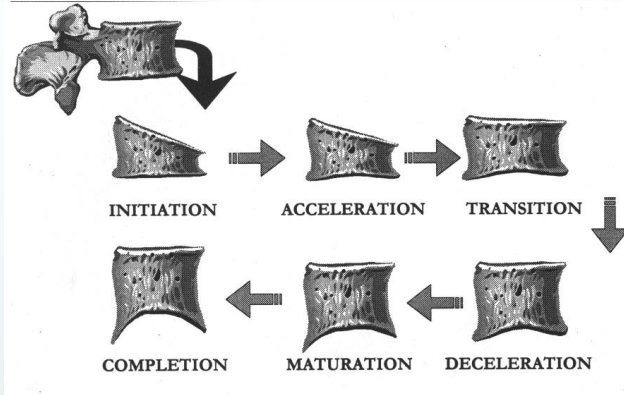 INITIATION
ACCELERATION
TRANSITION
COMPLETION
MATURATION
DECELERATION